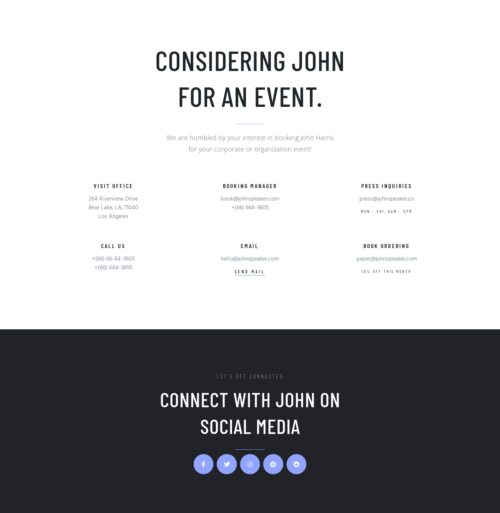 CONSIDERING JOHN
FOR AN EVENT.
We are humbled by your interest in booking John Harris
for your corporate or organization event!
VISIT OFFICE
264 Riverview Drive
Bear Lake, LA, 71040
Los Angeles
BOOKING MANAGER
book@johnspeaker.com
+(66) 664-3605
PRESS INQUIRIES
press@johnspeaker.co
MON - FRI, 9AM - 5PM
CALL US
+(66) 66-44-3605
+(66) 444-3895
EMAIL
hello@johnspeaker.com
SEND MAIL
BOOK ORDERING
paper@johnspeaker.com
10% OFF THIS MONTH
LET'S GET CONNECTED
CONNECT WITH JOHN ON
SOCIAL MEDIA